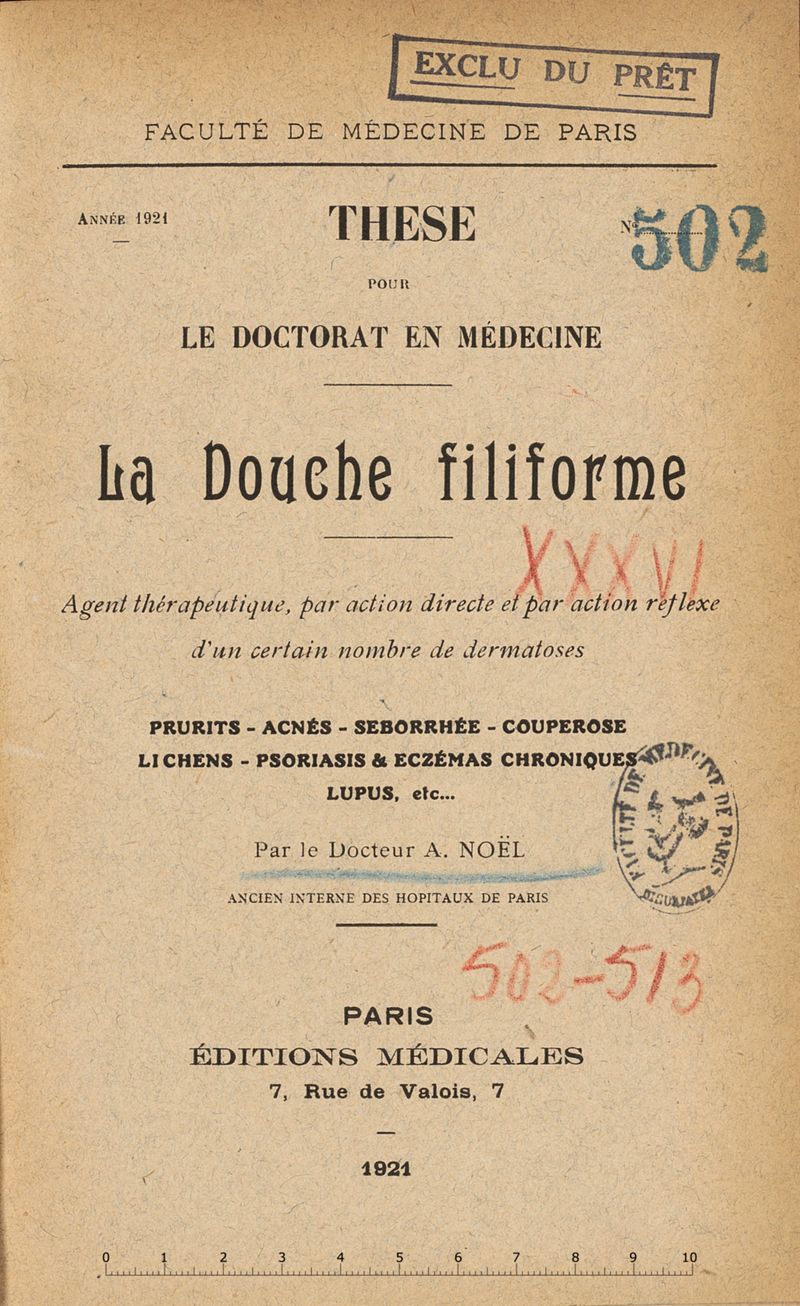 EXCLU DU PRÊT
FACULTÉ DE MÉDECINE DE PARIS
ANNÉE 1921
THESE
N° 502
POUR
LE DOCTORAT EN MÉDECINE
La Douche filiforme
XXXVI
Agent thérapeutique, par action directe et par action réflexe
d'un certain nombre de dermatoses
PRURITS - ACNÉS - SEBORRHÉE - COUPEROSE
LICHENS - PSORIASIS & ECZÉMAS CHRONIQUES
LUPUS, etc...
Par le Docteur A. NOËL
ANCIEN INTERNE DES HOPITAUX DE PARIS
502-513
PARIS
ÉDITIONS MÉDICALES
7, Rue de Valois, 7
1921
0 1 2 3 4 5 6 7 8 9 10